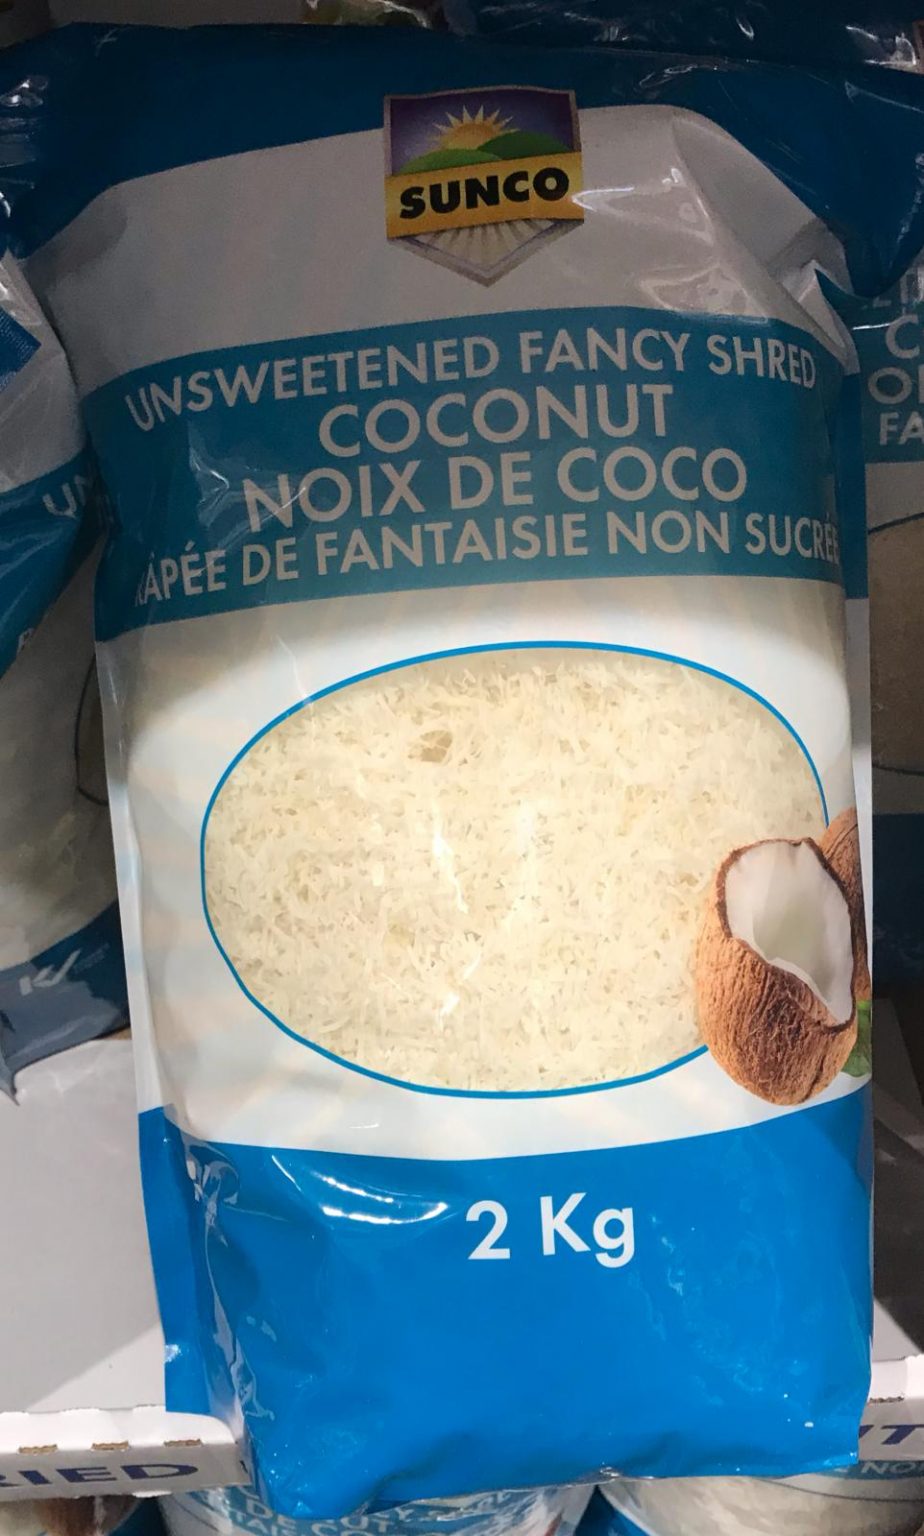 SUNCO
UNSWEETENED FANCY SHRED
COCONUT
NOIX DE COCO
RÂPÉE DE FANTAISIE NON SUCRÉE
2 Kg